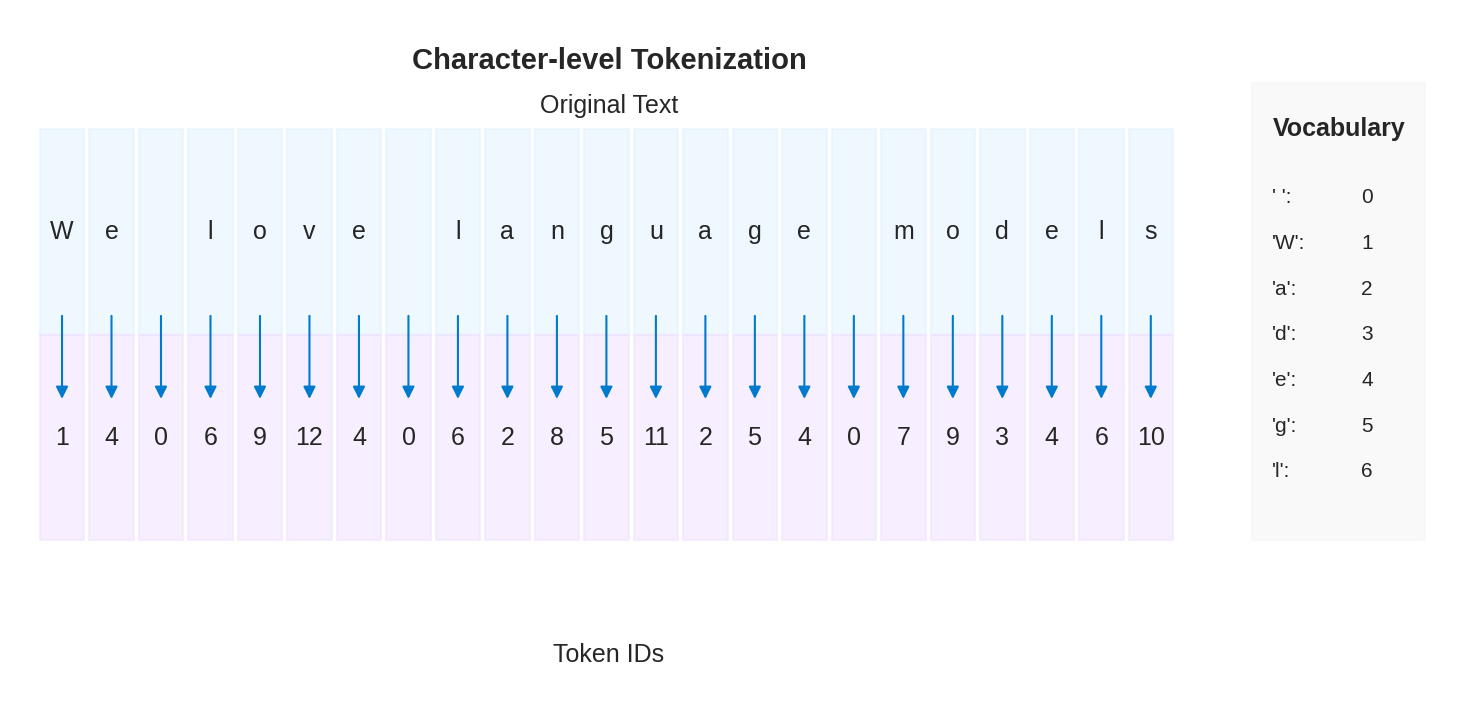 Character-level Tokenization
Original Text
W e l o v e l a n g u a g e m o d e l s
1 4 0 6 9 12 4 0 6 2 8 5 11 2 5 4 0 7 9 3 4 6 10
Token IDs
Vocabulary
' ': 0
'W': 1
'a': 2
'd': 3
'e': 4
'g': 5
'l': 6